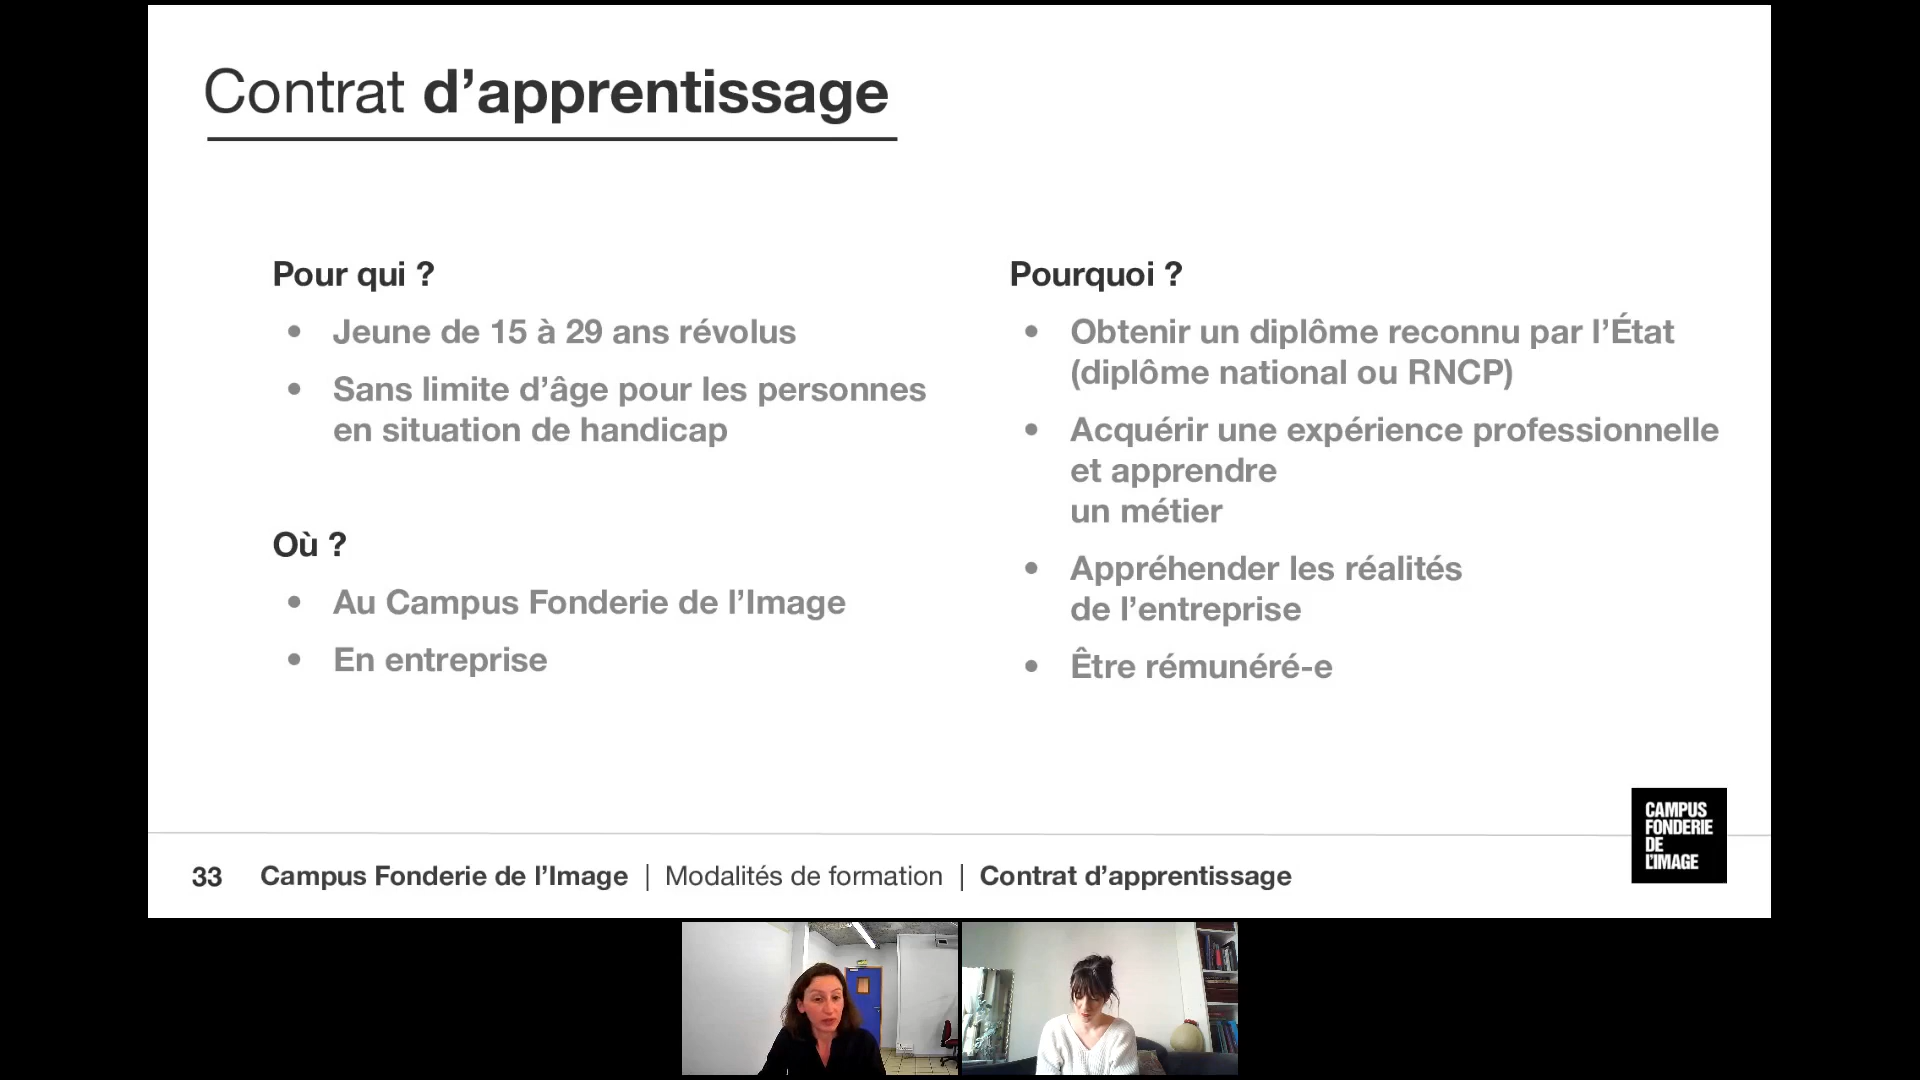 Contrat d’apprentissage
Pour qui ?
• Jeune de 15 à 29 ans révolus
• Sans limite d’âge pour les personnes
en situation de handicap
Où ?
• Au Campus Fonderie de l’Image
• En entreprise
Pourquoi ?
• Obtenir un diplôme reconnu par l’État
(diplôme national ou RNCP)
• Acquérir une expérience professionnelle
et apprendre
un métier
• Appréhender les réalités
de l’entreprise
• Être rémunéré-e
CAMPUS
FONDERIE
DE
L’IMAGE
33 Campus Fonderie de l’Image | Modalités de formation | Contrat d’apprentissage